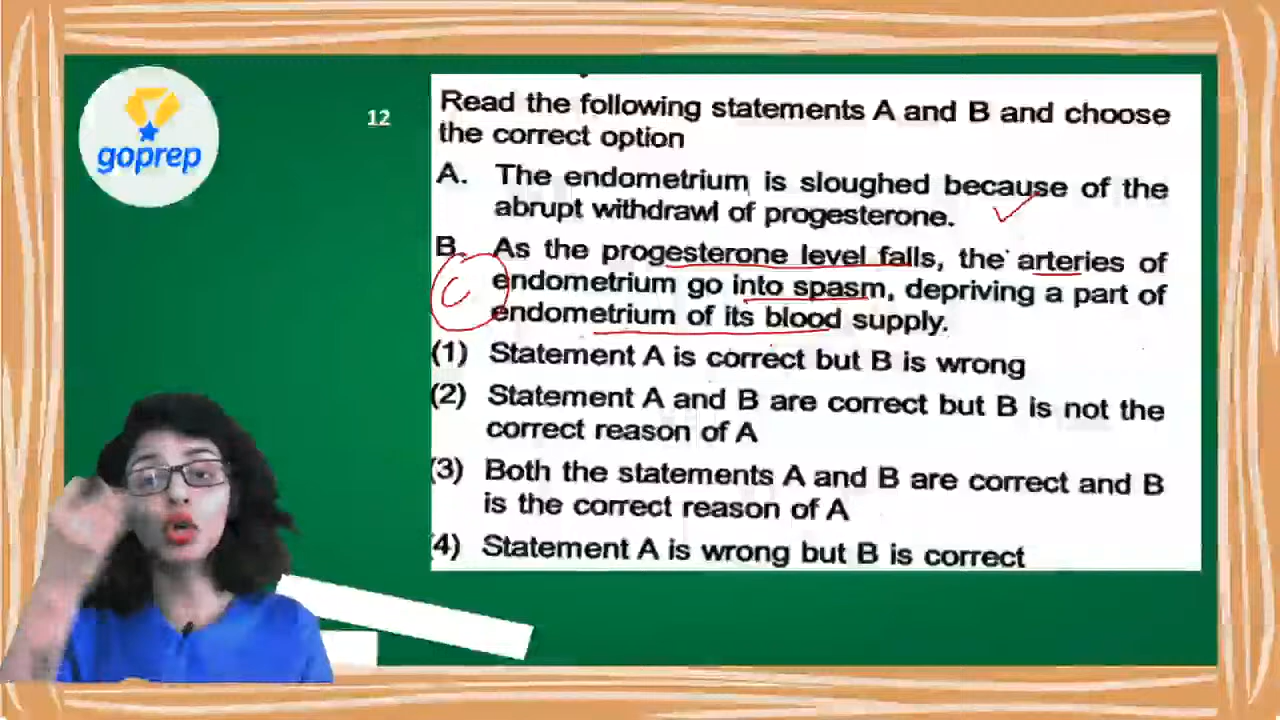 goprep
12
Read the following statements A and B and choose
the correct option
A. The endometrium is sloughed because of the
abrupt withdrawl of progesterone.
B. As the progesterone level falls, the arteries of
endometrium go into spasm, depriving a part of
endometrium of its blood supply.
(1) Statement A is correct but B is wrong
(2) Statement A and B are correct but B is not the
correct reason of A
(3) Both the statements A and B are correct and B
is the correct reason of A
(4) Statement A is wrong but B is correct